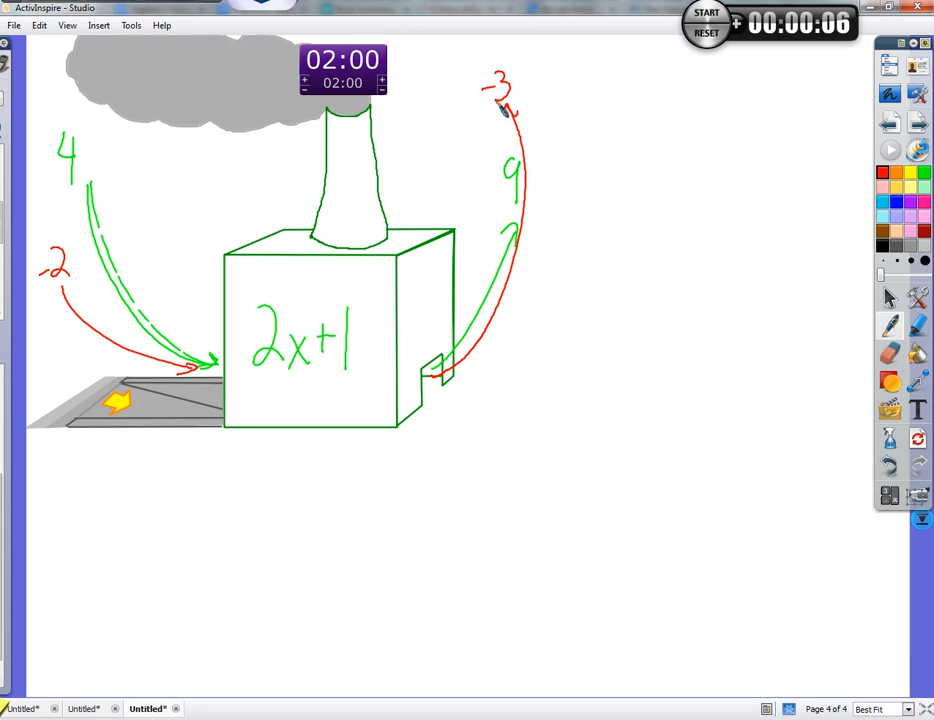 ActivInspire - Studio
START
RESET
+ 00:00:06
File Edit View Insert Tools Help
02:00
02:00
-3
4
9
-2
2x+1
Untitled* Untitled* Untitled*
Page 4 of 4 Best Fit